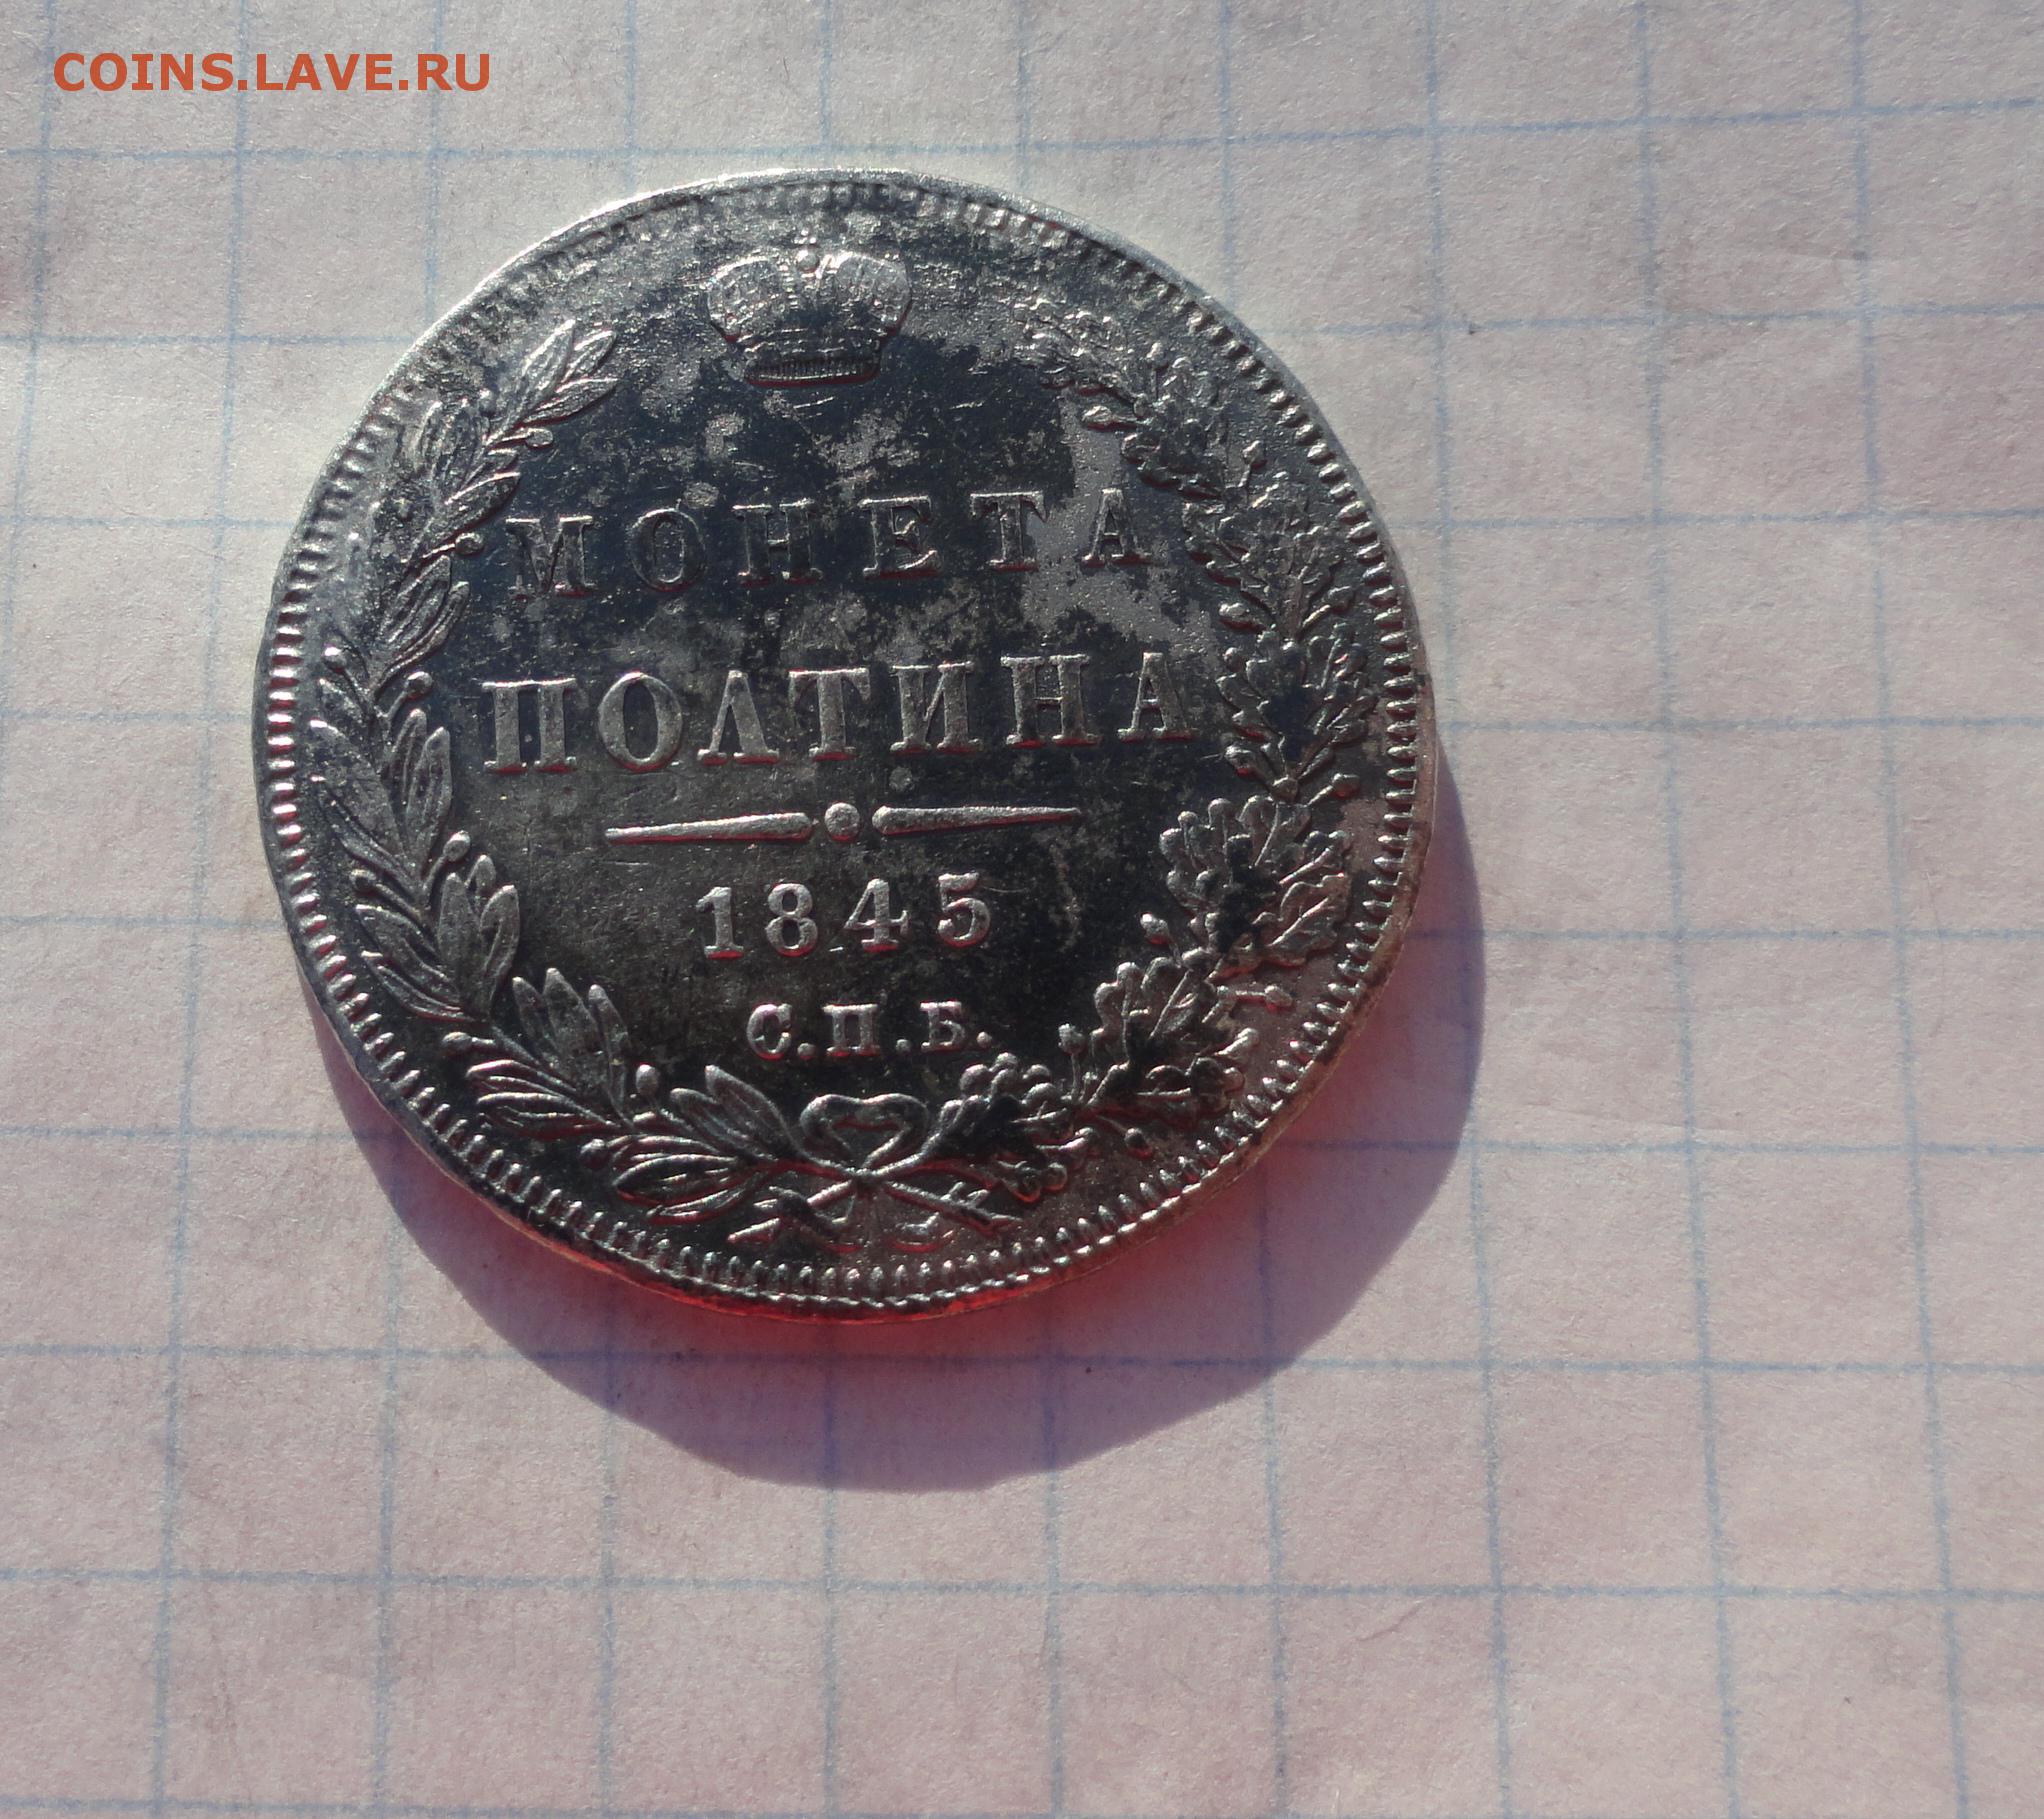 COINS.LAVE.RU
МОНЕТА
ПОЛТИНА
1845
С.П.Б.